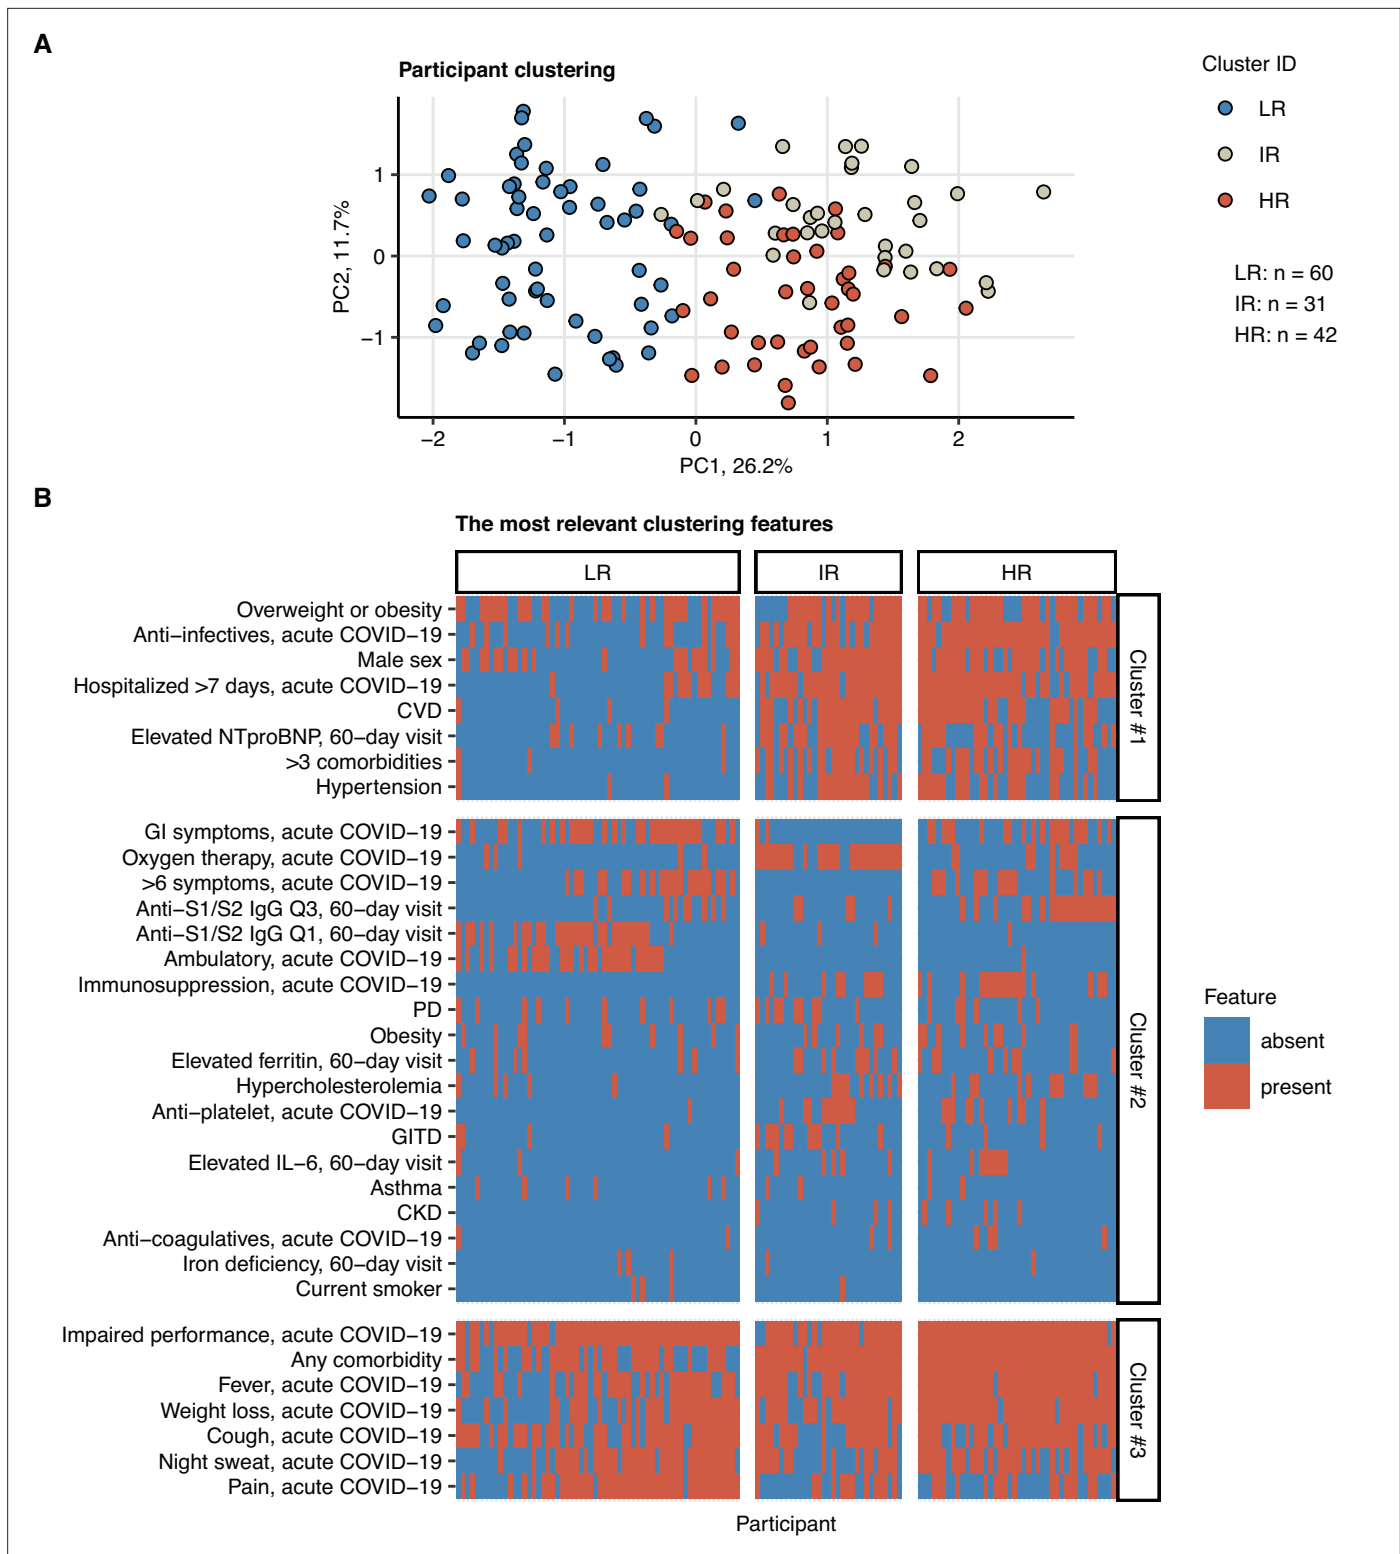 A
Participant clustering
PC2, 11.7%
1
0
−1
−2
−1
0
1
2
PC1, 26.2%
Cluster ID
LR
IR
HR
LR: n = 60
IR: n = 31
HR: n = 42
B
The most relevant clustering features
LR
IR
HR
Overweight or obesity
Anti−infectives, acute COVID−19
Male sex
Hospitalized >7 days, acute COVID−19
CVD
Elevated NTproBNP, 60−day visit
>3 comorbidities
Hypertension
Cluster #1
GI symptoms, acute COVID−19
Oxygen therapy, acute COVID−19
>6 symptoms, acute COVID−19
Anti−S1/S2 IgG Q3, 60−day visit
Anti−S1/S2 IgG Q1, 60−day visit
Ambulatory, acute COVID−19
Immunosuppression, acute COVID−19
PD
Obesity
Elevated ferritin, 60−day visit
Hypercholesterolemia
Anti−platelet, acute COVID−19
GITD
Elevated IL−6, 60−day visit
Asthma
CKD
Anti−coagulatives, acute COVID−19
Iron deficiency, 60−day visit
Current smoker
Cluster #2
Impaired performance, acute COVID−19
Any comorbidity
Fever, acute COVID−19
Weight loss, acute COVID−19
Cough, acute COVID−19
Night sweat, acute COVID−19
Pain, acute COVID−19
Cluster #3
Participant
Feature
absent
present